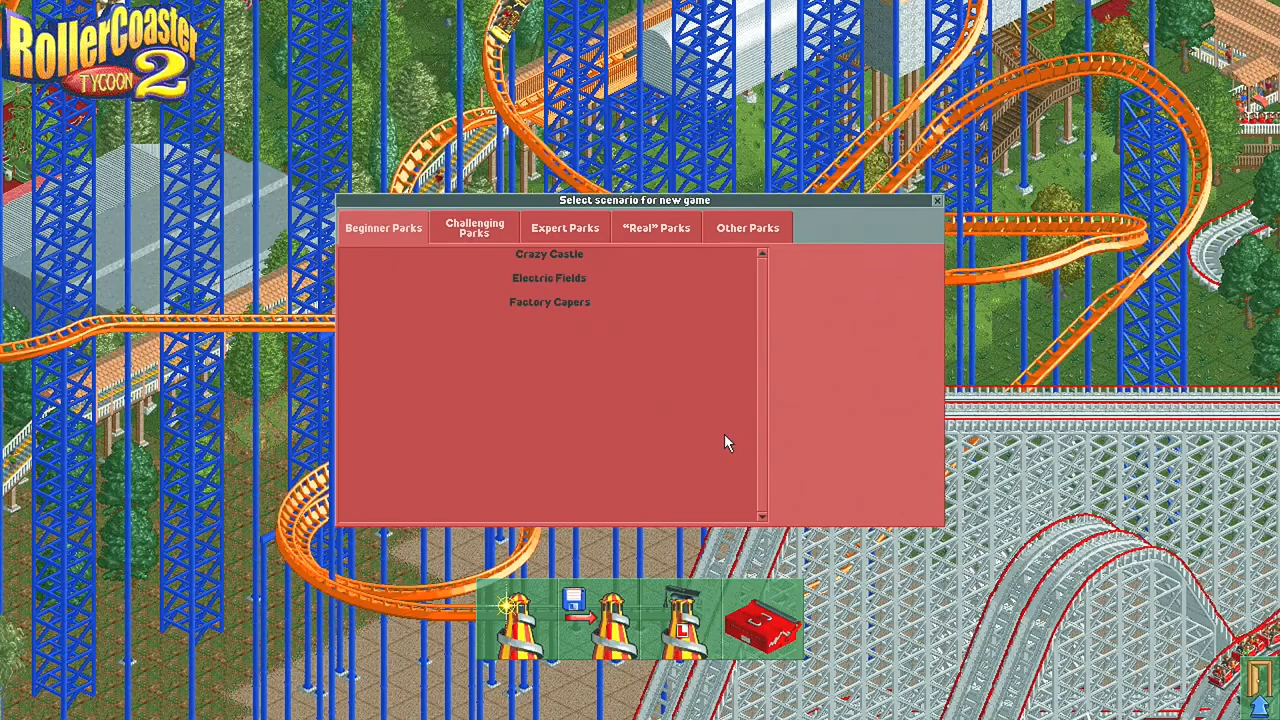 RollerCoaster
TYCOON 2
Select scenario for new game
Beginner Parks
Challenging
Parks
Expert Parks
“Real” Parks
Other Parks
Crazy Castle
Electric Fields
Factory Capers